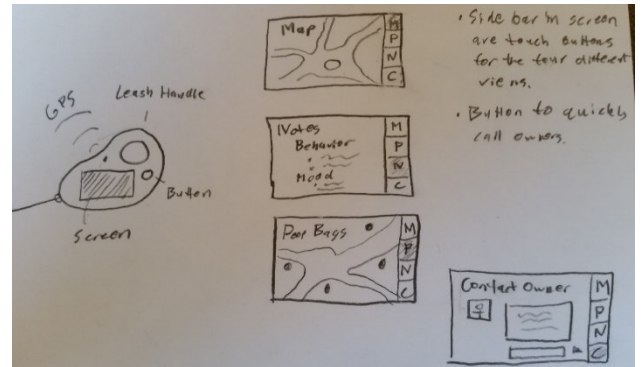 GPS
Leash Handle
Button
Screen
Map
M
P
N
C
Notes
Behavior
Mood
M
P
N
C
Poop Bags
M
P
N
C
• Side bar in screen
are touch buttons
for the four different
views.
• Button to quickly
call owners.
Contact Owner
M
P
N
C